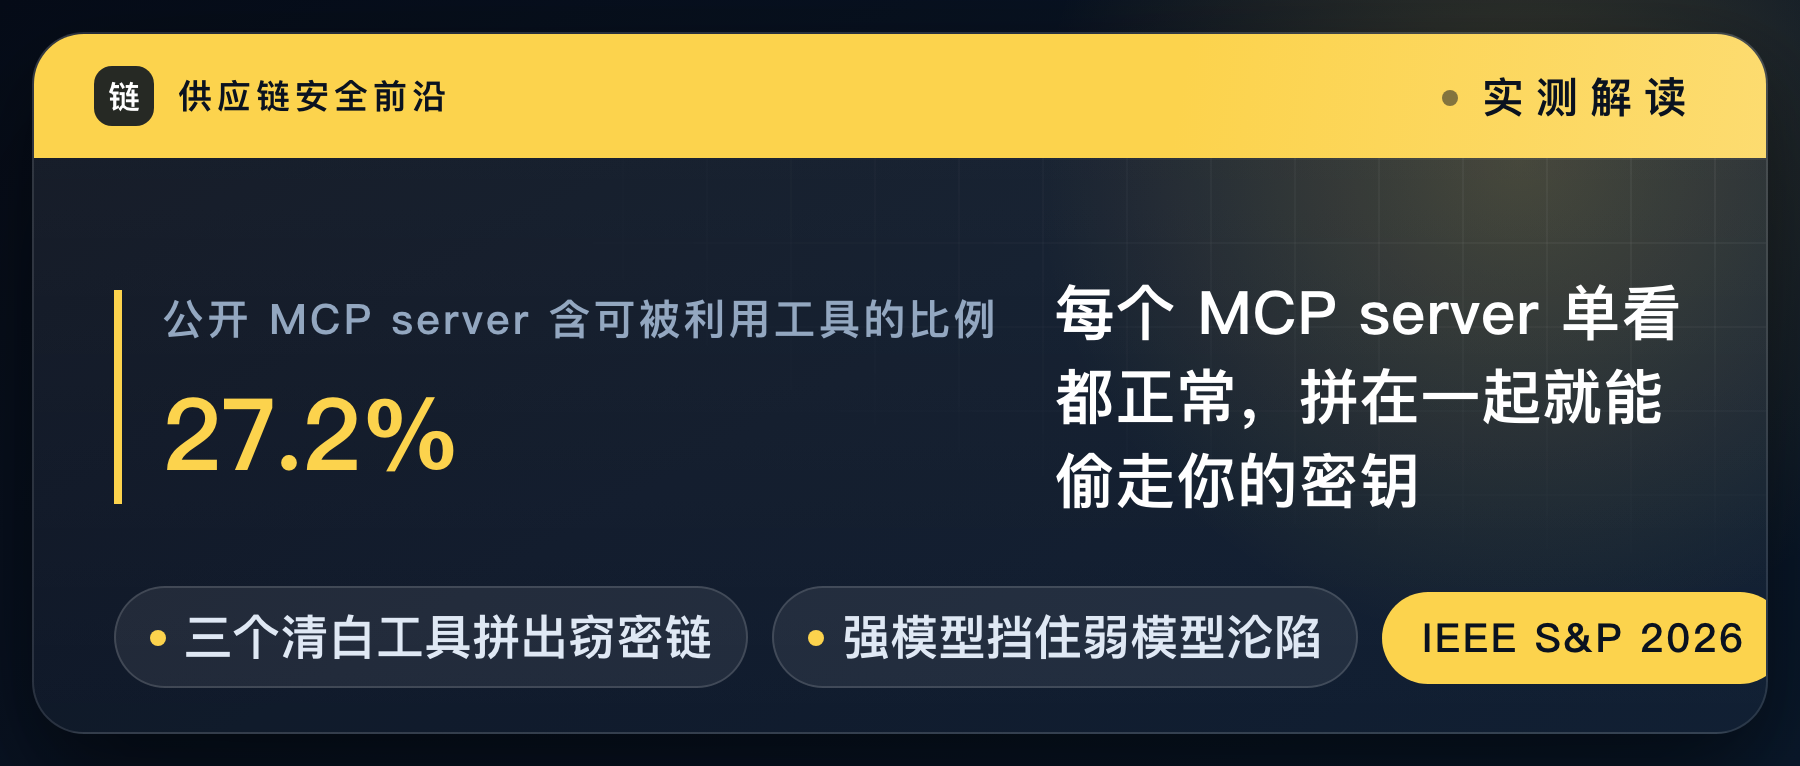 链 供应链安全前沿
实测解读
公开 MCP server 含可被利用工具的比例
27.2%
每个 MCP server 单看
都正常，拼在一起就能
偷走你的密钥
三个清白工具拼出窃密链
强模型挡住弱模型沦陷
IEEE S&P 2026